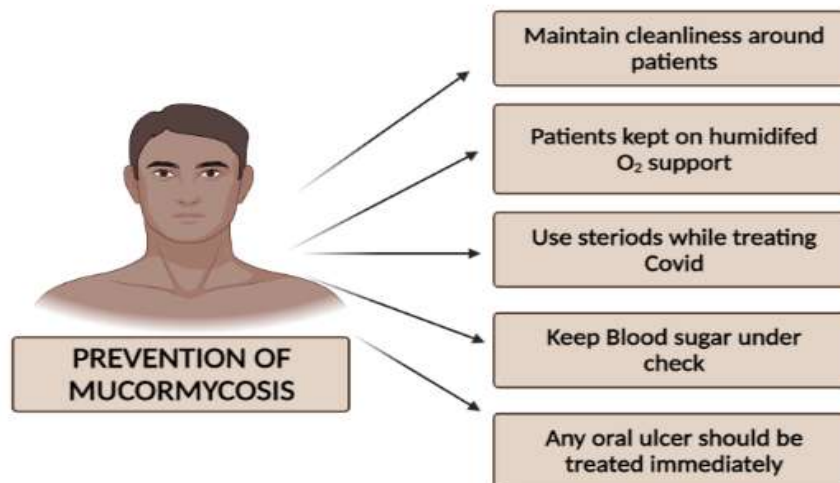 Maintain cleanliness around
patients
Patients kept on humidifed
O₂ support
Use steriods while treating
Covid
Keep Blood sugar under
check
Any oral ulcer should be
treated immediately
PREVENTION OF
MUCORMYCOSIS